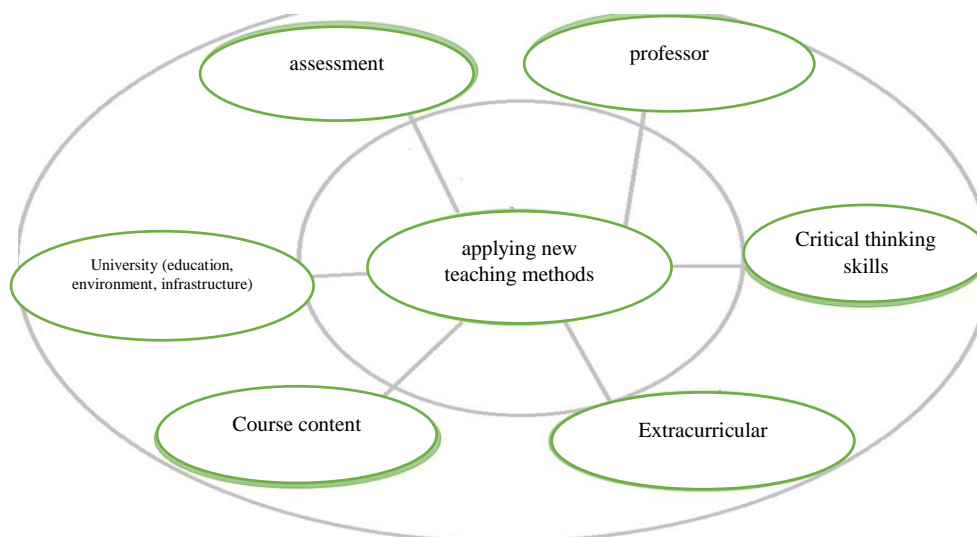 assessment
professor
applying new
teaching methods
Critical thinking
skills
University (education,
environment, infrastructure)
Course content
Extracurricular